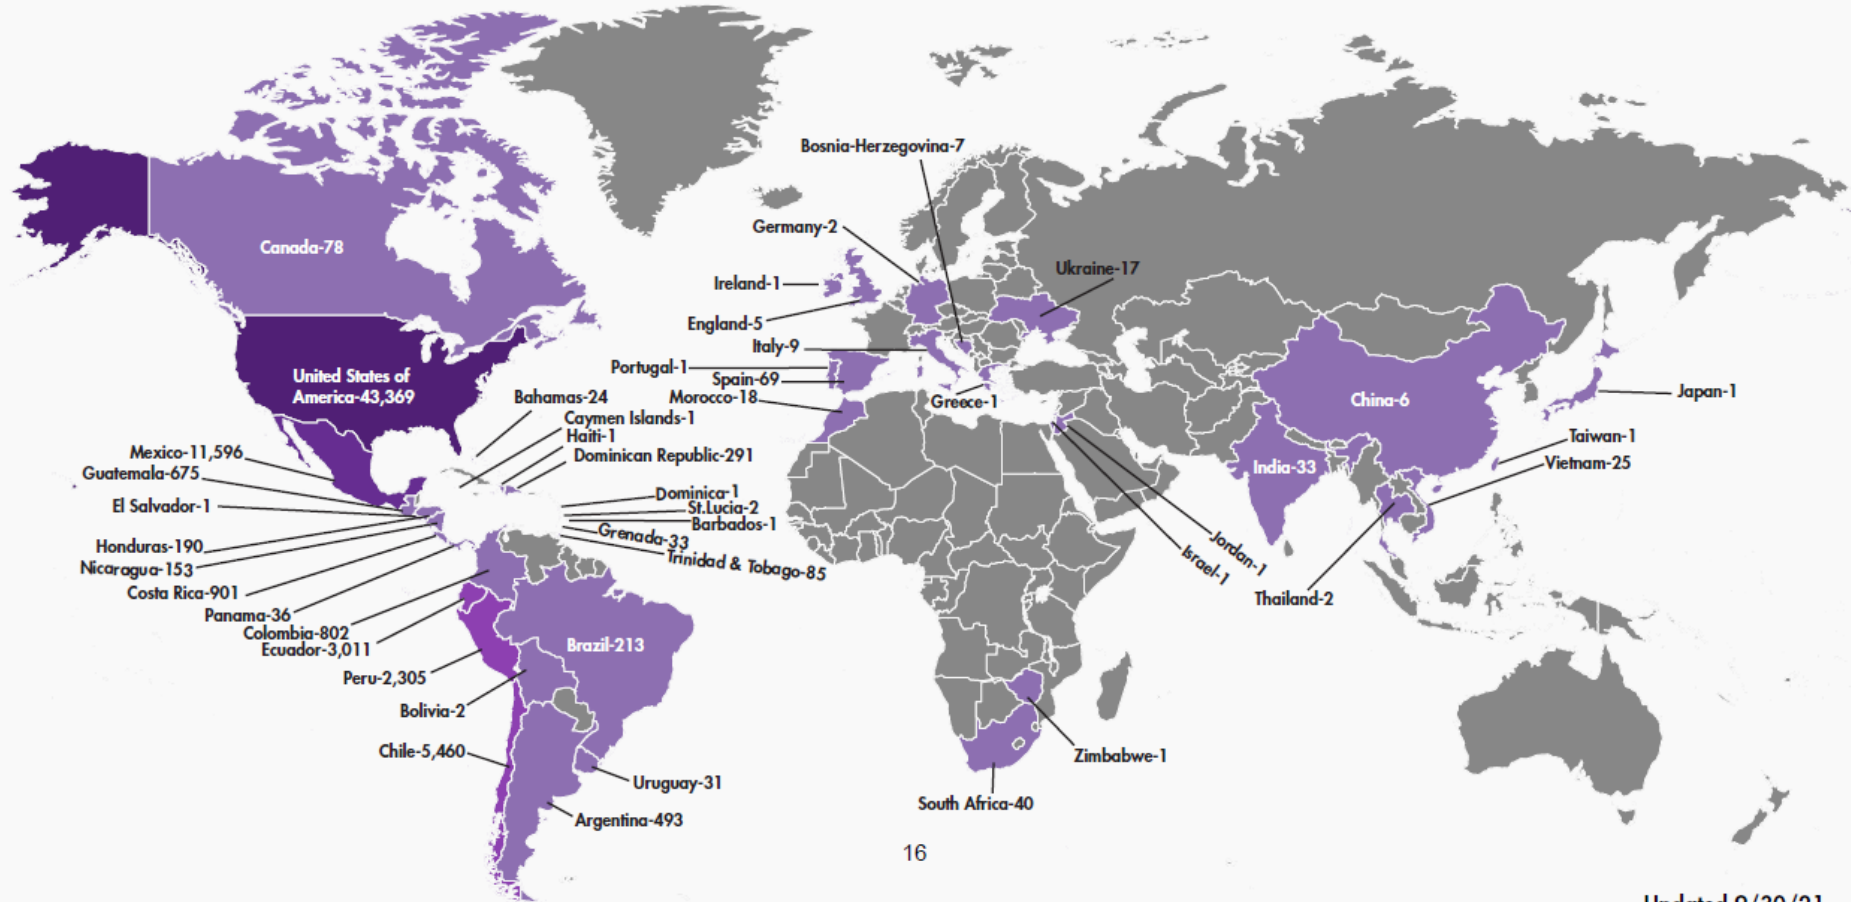 Bosnia-Herzegovina-7
Germany-2
Canada-78
Ukraine-17
Ireland-1
England-5
Italy-9
Portugal-1
Spain-69
Morocco-18
Greece-1
United States of
America-43,369
China-6
Japan-1
Bahamas-24
Caymen Islands-1
Haiti-1
Dominican Republic-291
Mexico-11,596
Guatemala-675
El Salvador-1
Taiwan-1
Vietnam-25
India-33
Dominica-1
St.Lucia-2
Barbados-1
Grenada-33
Trinidad & Tobago-85
Honduras-190
Nicaragua-153
Costa Rica-901
Panama-36
Colombia-802
Ecuador-3,011
Jordan-1
Israel-1
Thailand-2
Brazil-213
Peru-2,305
Bolivia-2
Chile-5,460
Uruguay-31
Argentina-493
Zimbabwe-1
South Africa-40
16
Updated 9/30/21